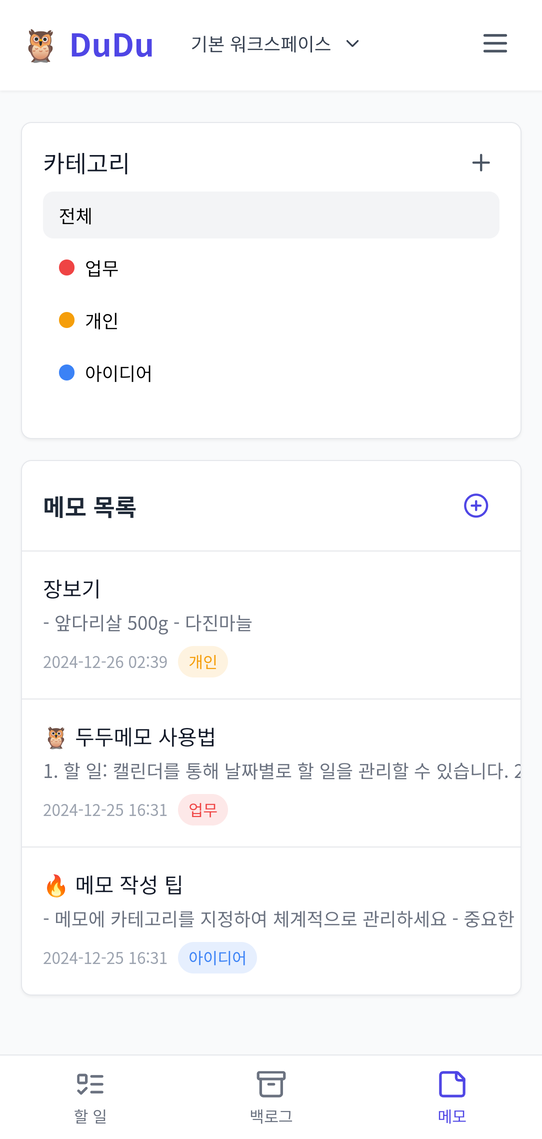 DuDu 기본 워크스페이스
카테고리
전체
업무
개인
아이디어
메모 목록
장보기
- 앞다리살 500g - 다진마늘
2024-12-26 02:39 개인
🦉 두두메모 사용법
1. 할 일: 캘린더를 통해 날짜별로 할 일을 관리할 수 있습니다. 2
2024-12-25 16:31 업무
🔥 메모 작성 팁
- 메모에 카테고리를 지정하여 체계적으로 관리하세요 - 중요한
2024-12-25 16:31 아이디어
할 일 백로그 메모